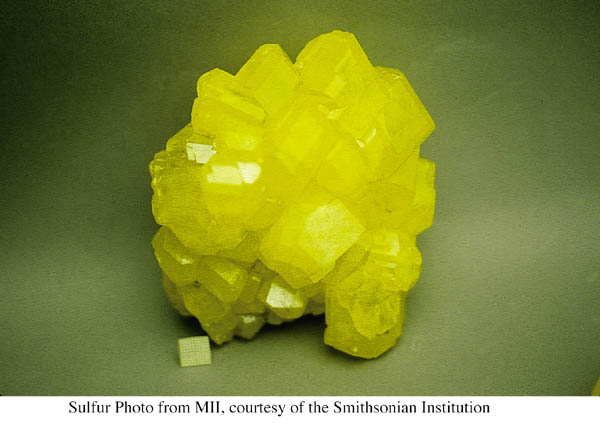 Sulfur Photo from MII, courtesy of the Smithsonian Institution